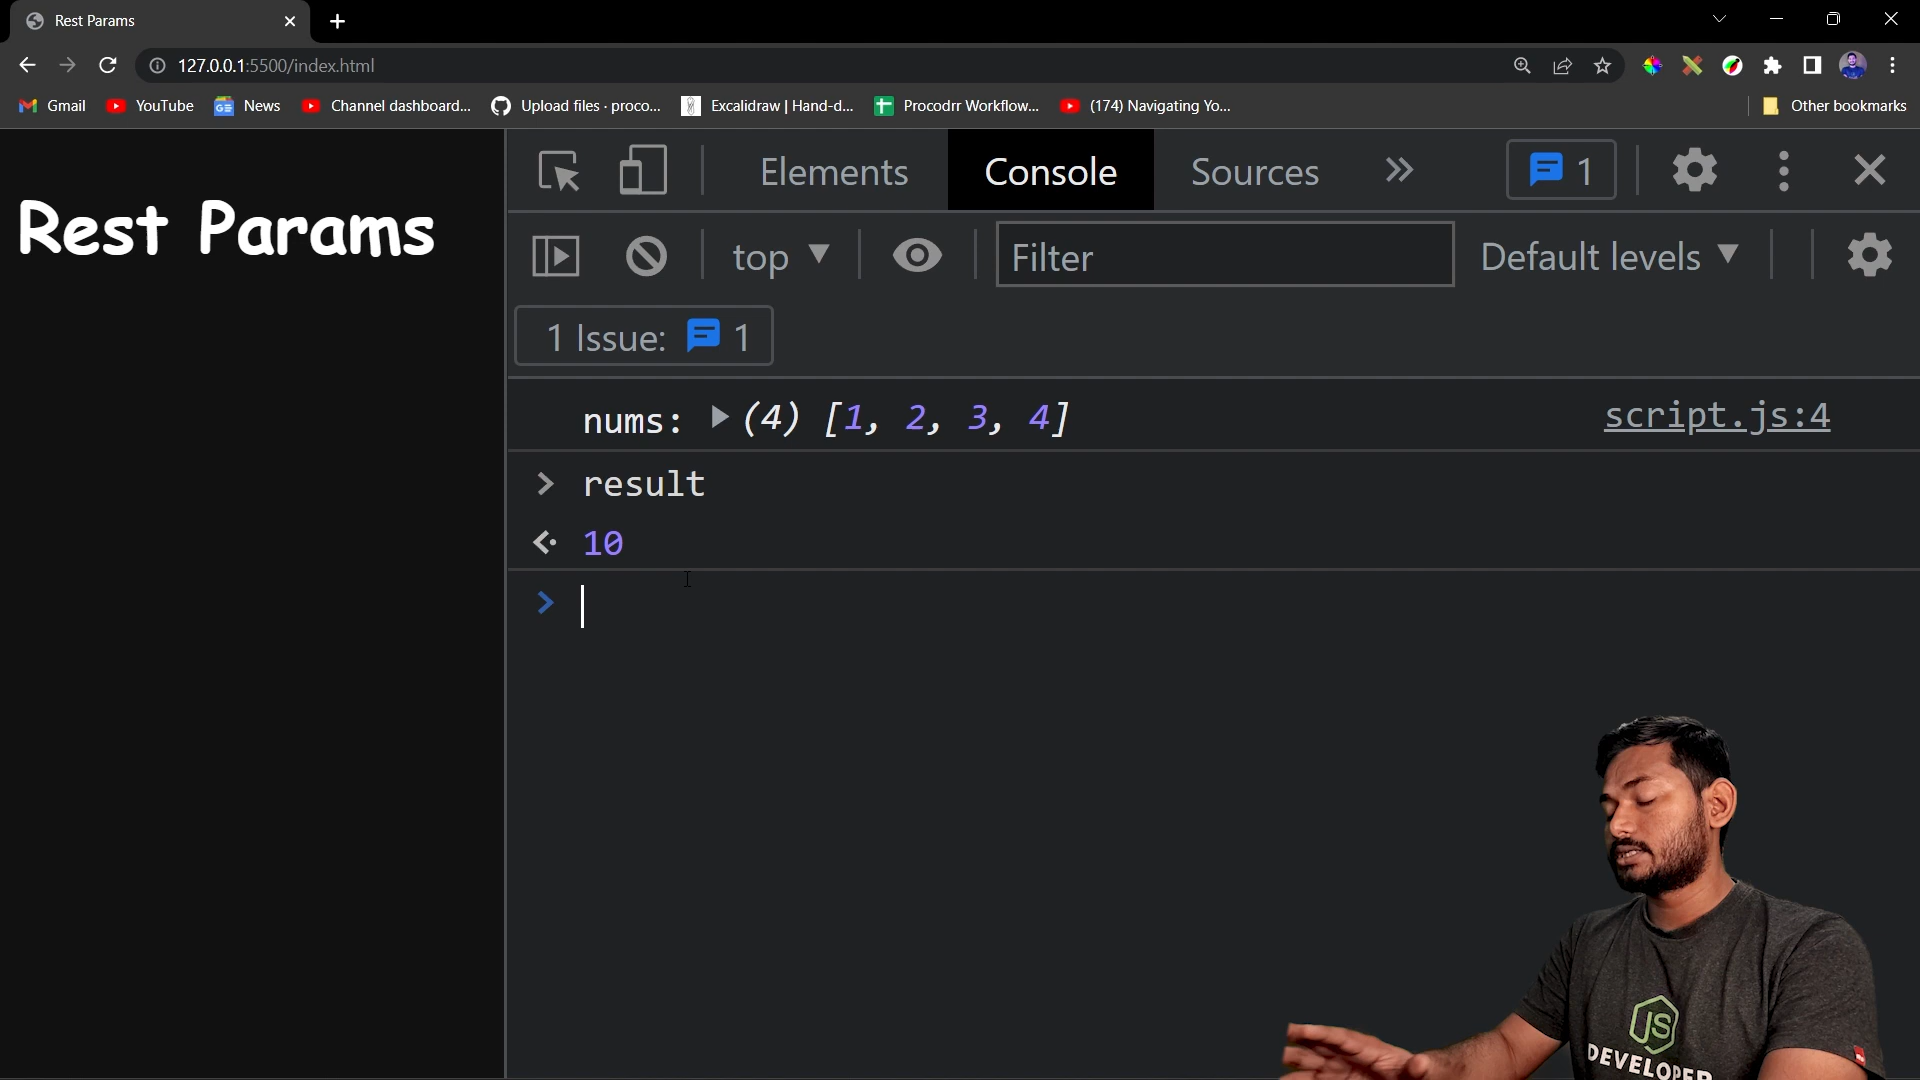 Rest Params
127.0.0.1:5500/index.html
Gmail YouTube News Channel dashboard... Upload files · proco... Excalidraw | Hand-d... Procodrr Workflow... (174) Navigating Yo... Other bookmarks
Rest Params
Elements Console Sources 1
top Filter Default levels
1 Issue: 1
nums: (4) [1, 2, 3, 4] script.js:4
result
10
JS
DEVELOPER